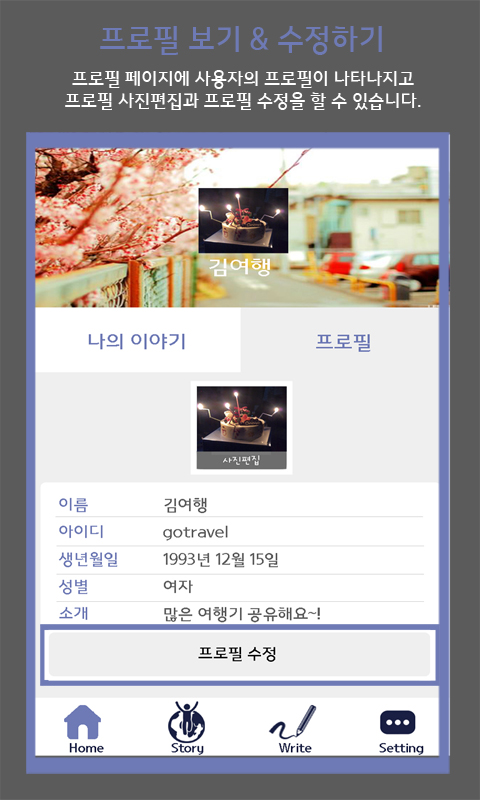 프로필 보기 & 수정하기
프로필 페이지에 사용자의 프로필이 나타나지고
프로필 사진편집과 프로필 수정을 할 수 있습니다.
김여행
나의 이야기
프로필
사진편집
이름 김여행
아이디 gotravel
생년월일 1993년 12월 15일
성별 여자
소개 많은 여행기 공유해요~!
프로필 수정
Home
Story
Write
Setting